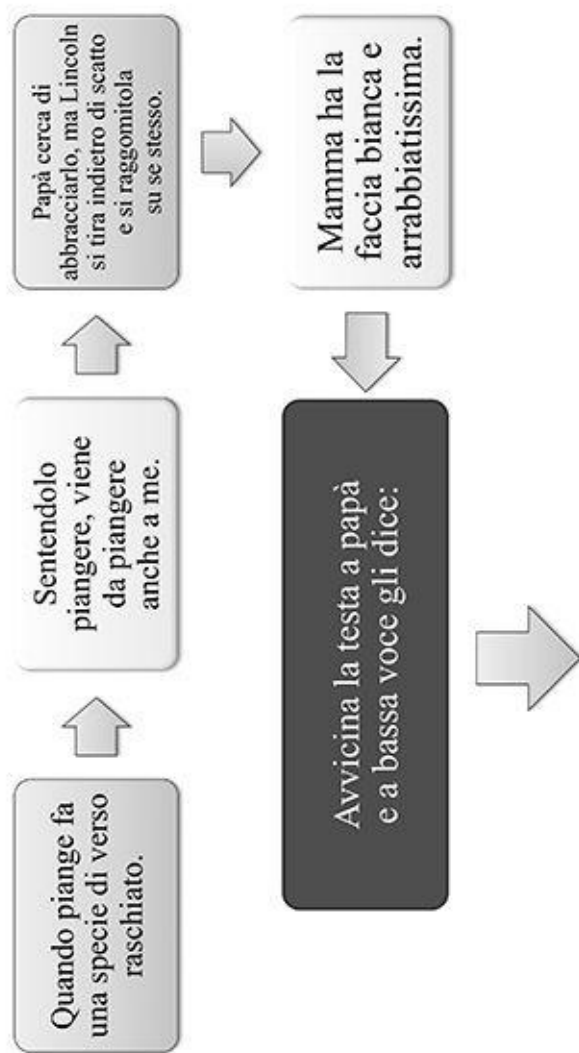 Quando piange fa
una specie di verso
raschiato.
Sentendolo
piangere, viene
da piangere
anche a me.
Papà cerca di
abbracciarlo, ma Lincoln
si tira indietro di scatto
e si raggomitola
su se stesso.
Mamma ha la
faccia bianca e
arrabbiatissima.
Avvicina la testa a papà
e a bassa voce gli dice: